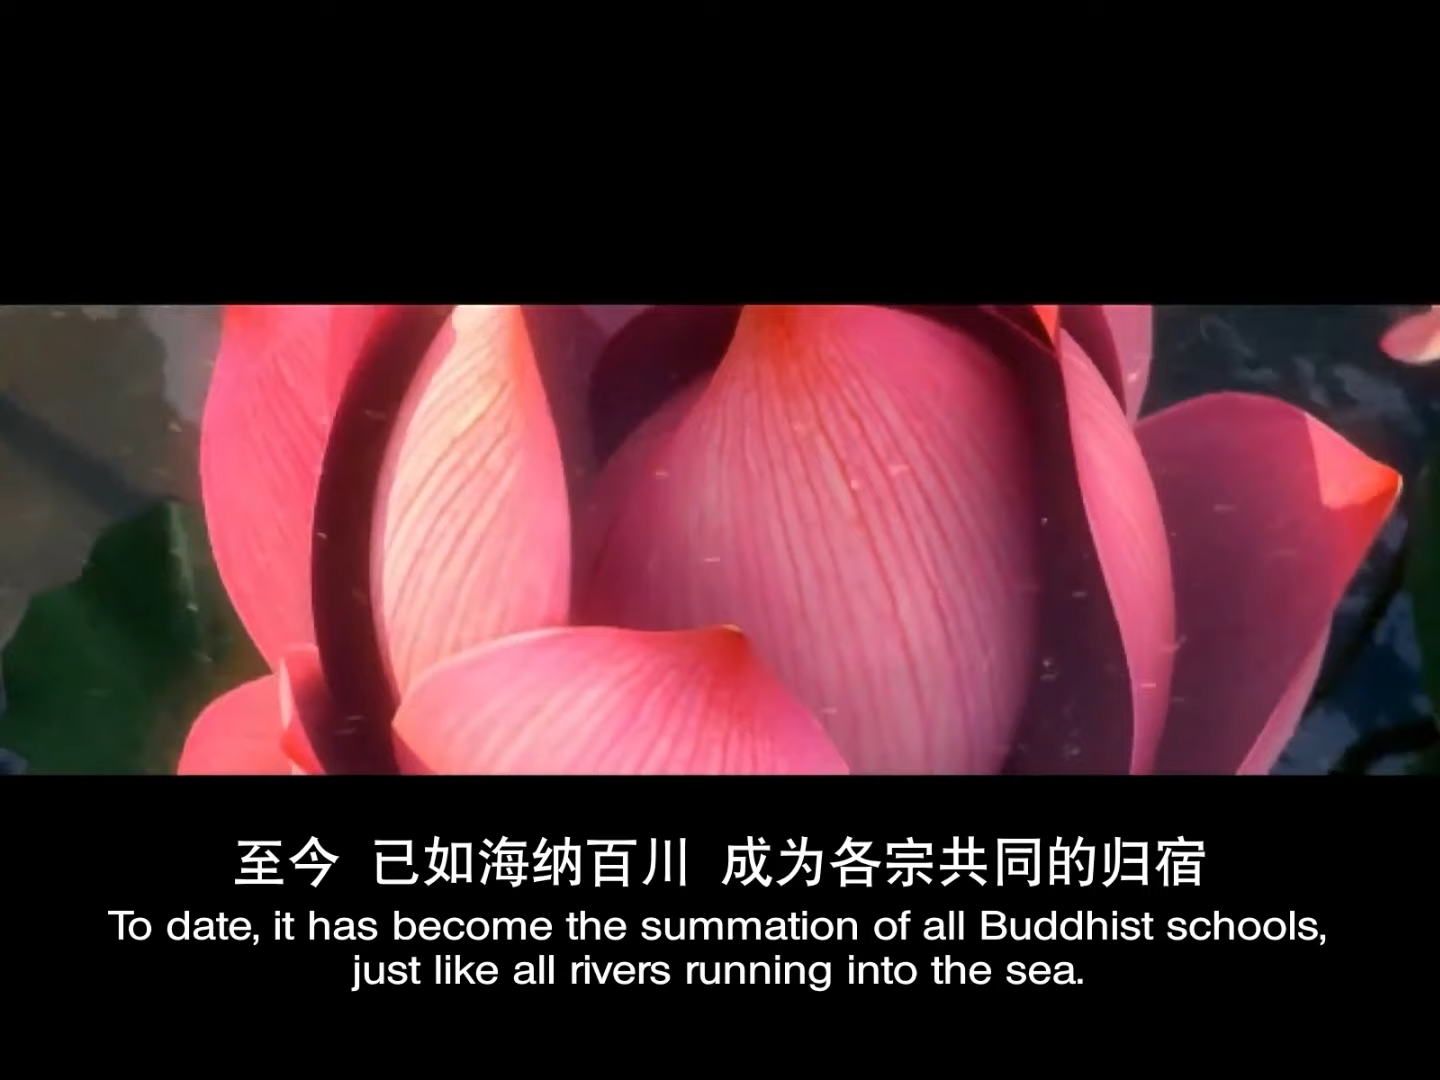 至今 已如海纳百川 成为各宗共同的归宿
To date, it has become the summation of all Buddhist schools,
just like all rivers running into the sea.